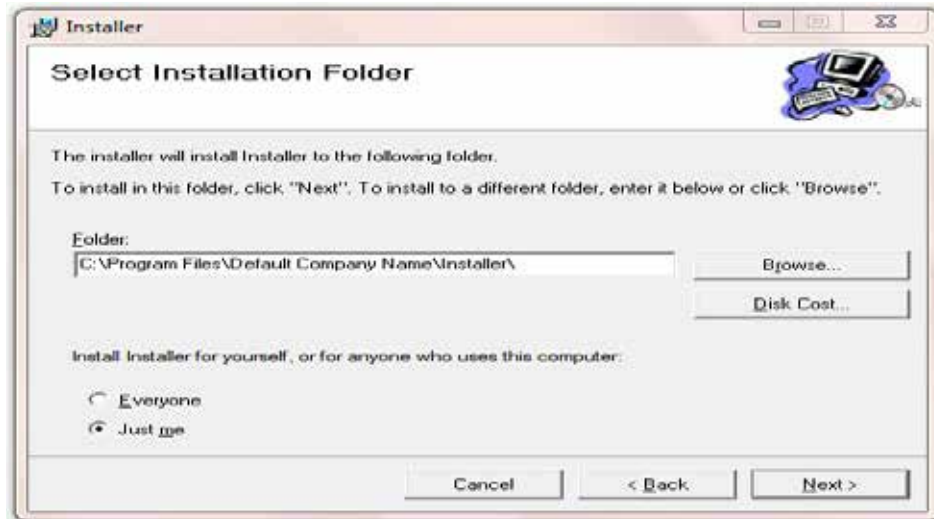 Installer
Select Installation Folder
The installer will install Installer to the following folder.
To install in this folder, click "Next". To install to a different folder, enter it below or click "Browse".
Folder:
C:\Program Files\Default Company Name\Installer\
Browse...
Disk Cost...
Install Installer for yourself, or for anyone who uses this computer:
Everyone
Just me
Cancel
< Back
Next >